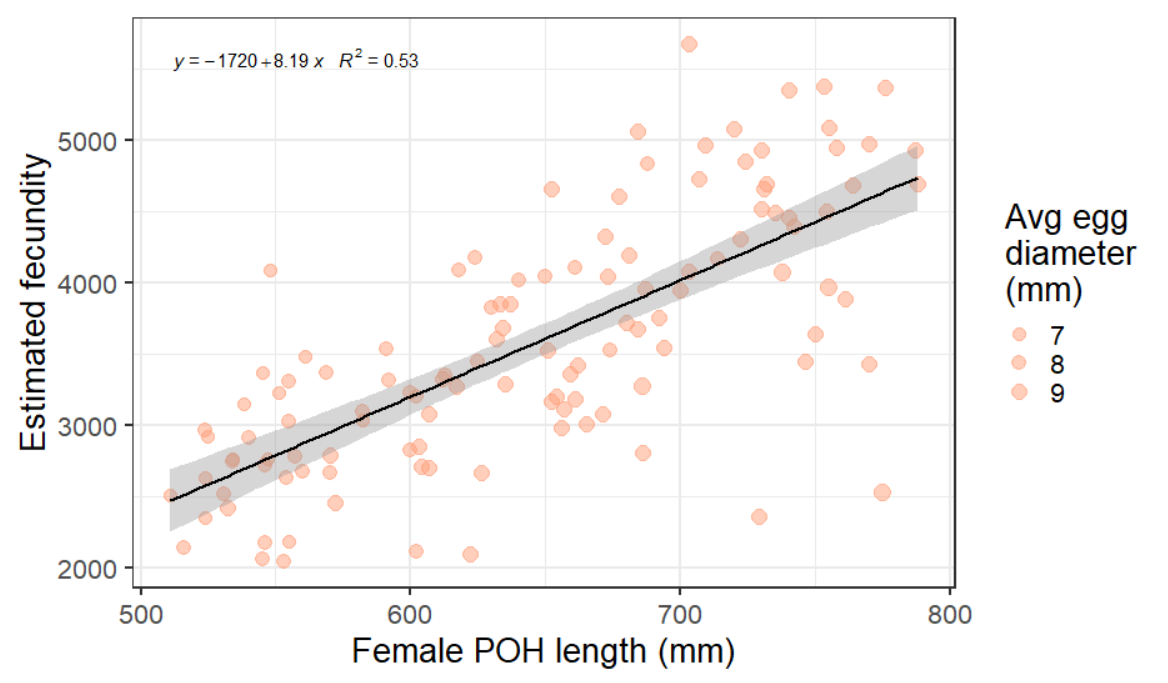 y = −1720+8.19 x R² = 0.53
5000
4000
3000
2000
Estimated fecundity
500 600 700 800
Female POH length (mm)
Avg egg
diameter
(mm)
7
8
9